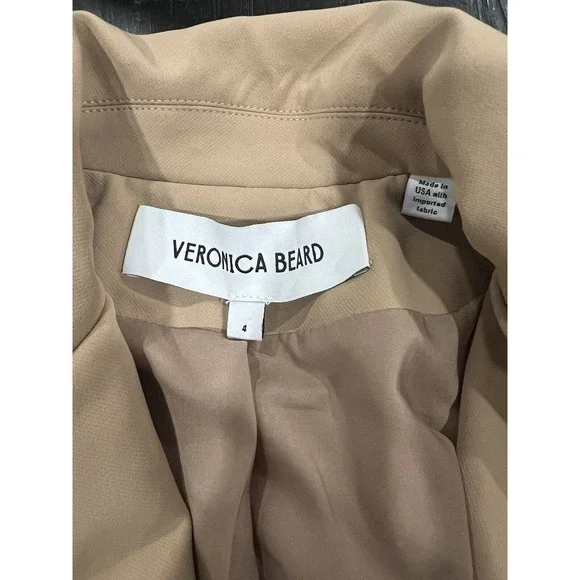 Made in
USA with
imported
fabric
VERONICA BEARD
4